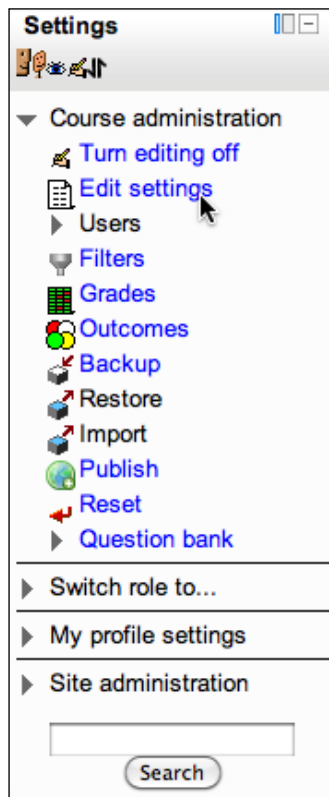 Settings
Course administration
Turn editing off
Edit settings
Users
Filters
Grades
Outcomes
Backup
Restore
Import
Publish
Reset
Question bank
Switch role to...
My profile settings
Site administration
Search